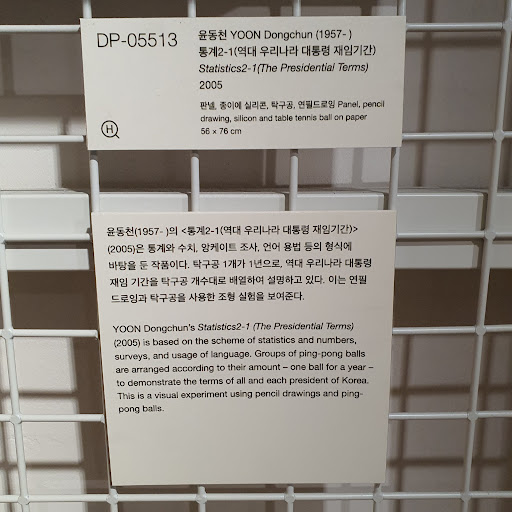 DP-05513
윤동천 YOON Dongchun (1957- )
통계2-1(역대 우리나라 대통령 재임기간)
Statistics2-1(The Presidential Terms)
2005
판넬, 종이에 실리콘, 탁구공, 연필드로잉 Panel, pencil
drawing, silicon and table tennis ball on paper
56 x 76 cm
H
윤동천(1957- )의 <통계2-1(역대 우리나라 대통령 재임기간)>
(2005)은 통계와 수치, 앙케이트 조사, 언어 용법 등의 형식에
바탕을 둔 작품이다. 탁구공 1개가 1년으로, 역대 우리나라 대통령
재임 기간을 탁구공 개수대로 배열하여 설명하고 있다. 이는 연필
드로잉과 탁구공을 사용한 조형 실험을 보여준다.
YOON Dongchun's Statistics2-1 (The Presidential Terms)
(2005) is based on the scheme of statistics and numbers,
surveys, and usage of language. Groups of ping-pong balls
are arranged according to their amount – one ball for a year –
to demonstrate the terms of all and each president of Korea.
This is a visual experiment using pencil drawings and ping-
pong balls.